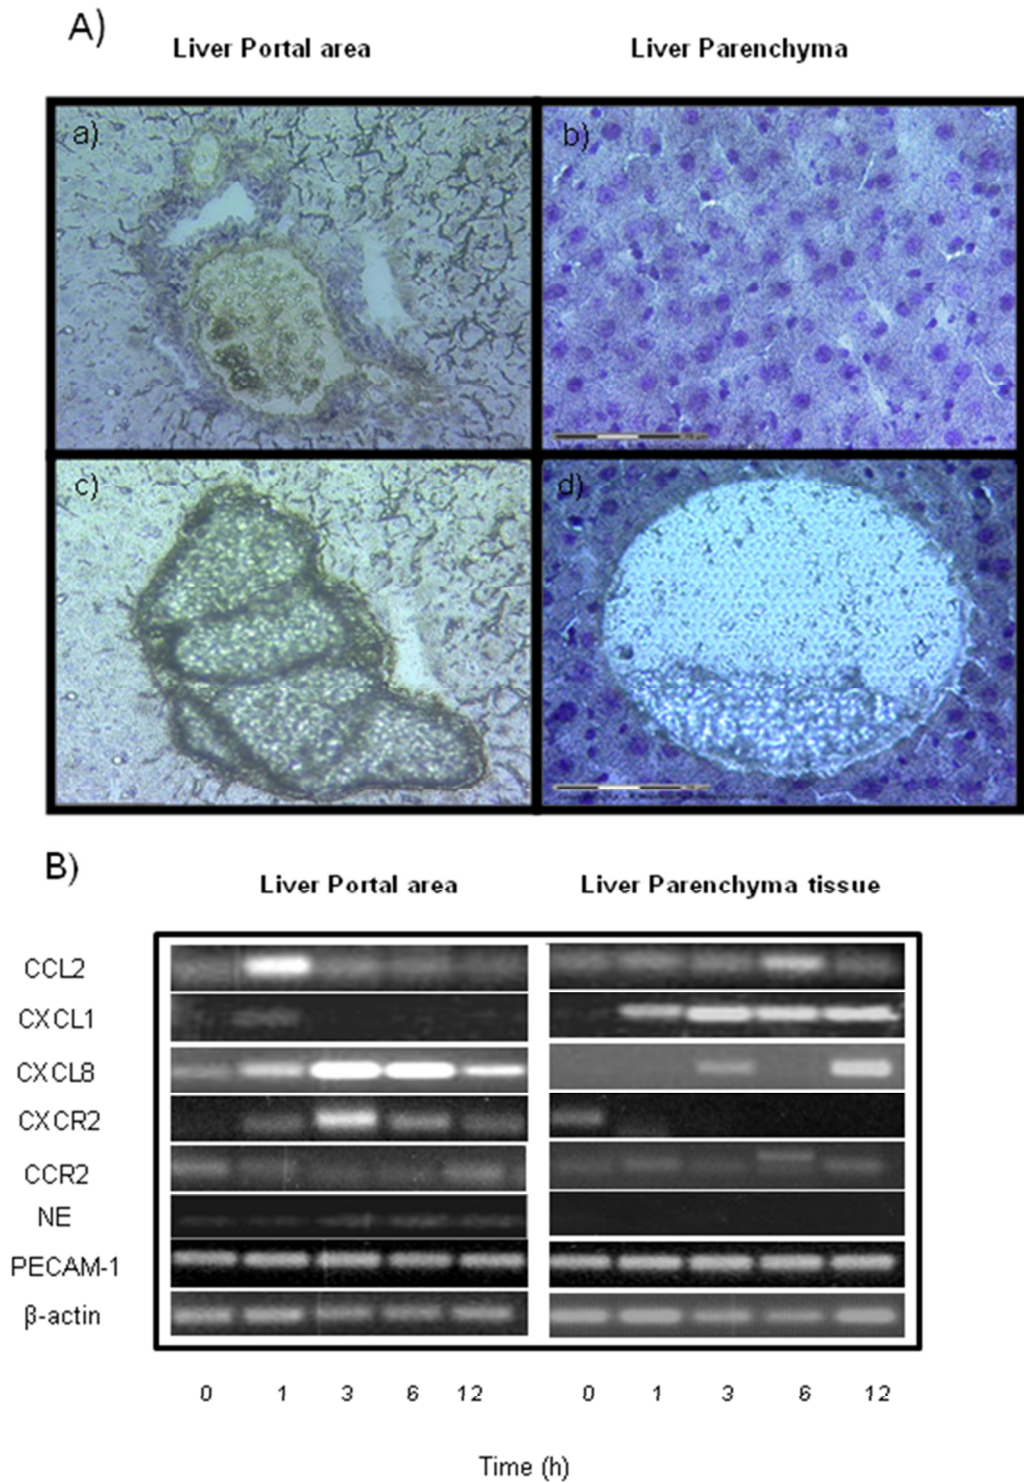 A)
Liver Portal area Liver Parenchyma
a) b)
c) d)
B)
Liver Portal area Liver Parenchyma tissue
CCL2
CXCL1
CXCL8
CXCR2
CCR2
NE
PECAM-1
β-actin
0 1 3 6 12 0 1 3 6 12
Time (h)